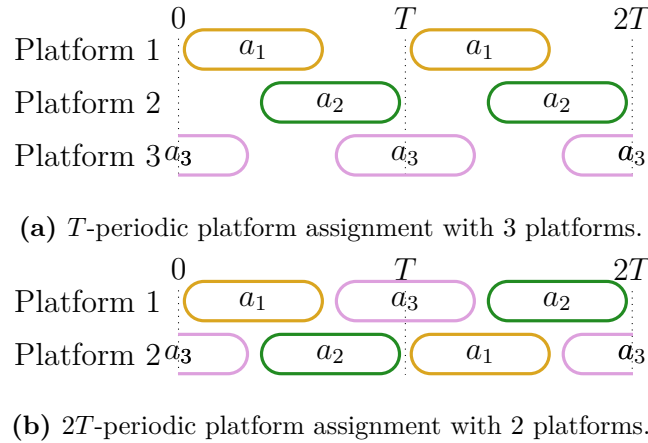 0 T 2T
Platform 1 a₁ a₁
Platform 2 a₂ a₂
Platform 3 a₃ a₃ a₃
(a) T-periodic platform assignment with 3 platforms.
0 T 2T
Platform 1 a₁ a₃ a₂
Platform 2 a₃ a₂ a₁ a₃
(b) 2T-periodic platform assignment with 2 platforms.